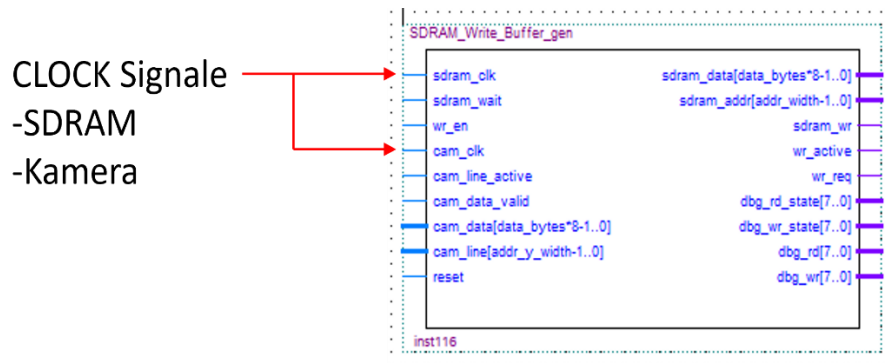 CLOCK Signale
-SDRAM
-Kamera
SDRAM_Write_Buffer_gen
sdram_clk
sdram_wait
wr_en
cam_clk
cam_line_active
cam_data_valid
cam_data[data_bytes*8-1..0]
cam_line[addr_y_width-1..0]
reset
sdram_data[data_bytes*8-1..0]
sdram_addr[addr_width-1..0]
sdram_wr
wr_active
wr_req
dbg_rd_state[7..0]
dbg_wr_state[7..0]
dbg_rd[7..0]
dbg_wr[7..0]
inst116